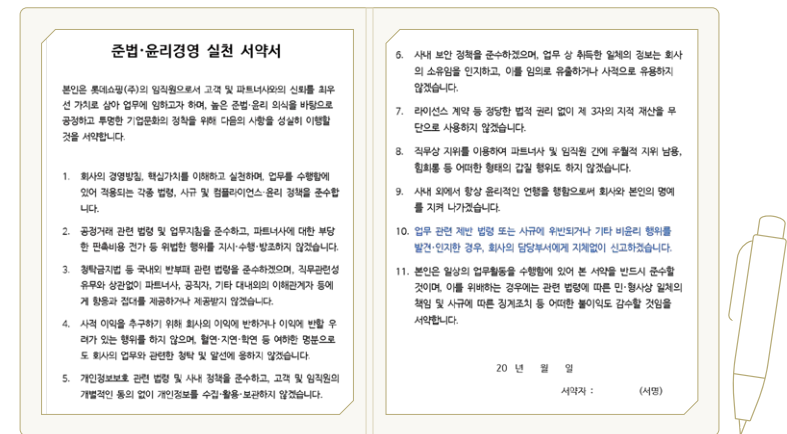 준법·윤리경영 실천 서약서
본인은 롯데쇼핑(주)의 임직원으로서 고객 및 파트너사와의 신뢰를 최우
선 가치로 삼아 업무에 임하고자 하며, 높은 준법·윤리 의식을 바탕으로
공정하고 투명한 기업문화의 정착을 위해 다음의 사항을 성실히 이행할
것을 서약합니다.
1. 회사의 경영방침, 핵심가치를 이해하고 실천하며, 업무를 수행함에
있어 적용되는 각종 법령, 사규 및 컴플라이언스·윤리 정책을 준수합
니다.
2. 공정거래 관련 법령 및 업무지침을 준수하고, 파트너사에 대한 부당
한 판촉비용 전가 등 위법한 행위를 지시·수행·방조하지 않겠습니다.
3. 청탁금지법 등 국내외 반부패 관련 법령을 준수하겠으며, 직무관련성
유무와 상관없이 파트너사, 공직자, 기타 대내외의 이해관계자 등에
게 향응과 접대를 제공하거나 제공받지 않겠습니다.
4. 사적 이익을 추구하기 위해 회사의 이익에 반하거나 이익에 반할 우
려가 있는 행위를 하지 않으며, 혈연·지연·학연 등 여하한 명분으로
도 회사의 업무와 관련한 청탁 및 알선에 응하지 않겠습니다.
5. 개인정보보호 관련 법령 및 사내 정책을 준수하고, 고객 및 임직원의
개별적인 동의 없이 개인정보를 수집·활용·보관하지 않겠습니다.
6. 사내 보안 정책을 준수하겠으며, 업무 상 취득한 일체의 정보는 회사
의 소유임을 인지하고, 이를 임의로 유출하거나 사적으로 유용하지
않겠습니다.
7. 라이선스 계약 등 정당한 법적 권리 없이 제 3자의 지적 재산을 무
단으로 사용하지 않겠습니다.
8. 직무상 지위를 이용하여 파트너사 및 임직원 간에 우월적 지위 남용,
힘희롱 등 어떠한 형태의 갑질 행위도 하지 않겠습니다.
9. 사내 외에서 항상 윤리적인 언행을 행함으로써 회사와 본인의 명예
를 지켜 나가겠습니다.
10. 업무 관련 제반 법령 또는 사규에 위반되거나 기타 비윤리 행위를
발견·인지한 경우, 회사의 담당부서에게 지체없이 신고하겠습니다.
11. 본인은 일상의 업무활동을 수행함에 있어 본 서약을 반드시 준수할
것이며, 이를 위배하는 경우에는 관련 법령에 따른 민·형사상 일체의
책임 및 사규에 따른 징계조치 등 어떠한 불이익도 감수할 것임을
서약합니다.
20 년 월 일
서약자 : (서명)